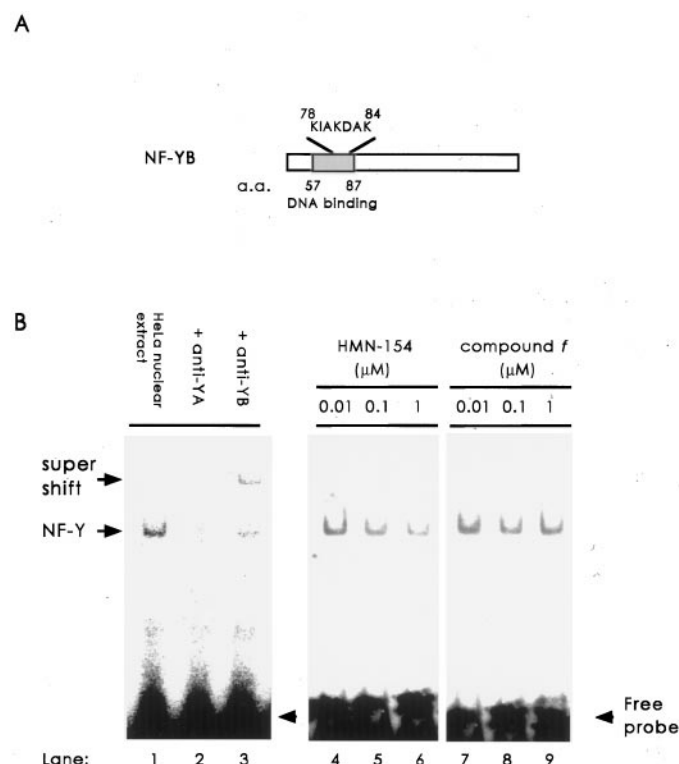 A
78 84
KIAKDAK
NF-YB
a.a. 57 87
DNA binding
B
HeLa nuclear
extract
+ anti-YA
+ anti-YB
HMN-154
(μM)
compound f
(μM)
0.01 0.1 1 0.01 0.1 1
super
shift
NF-Y
Free
probe
Lane: 1 2 3 4 5 6 7 8 9